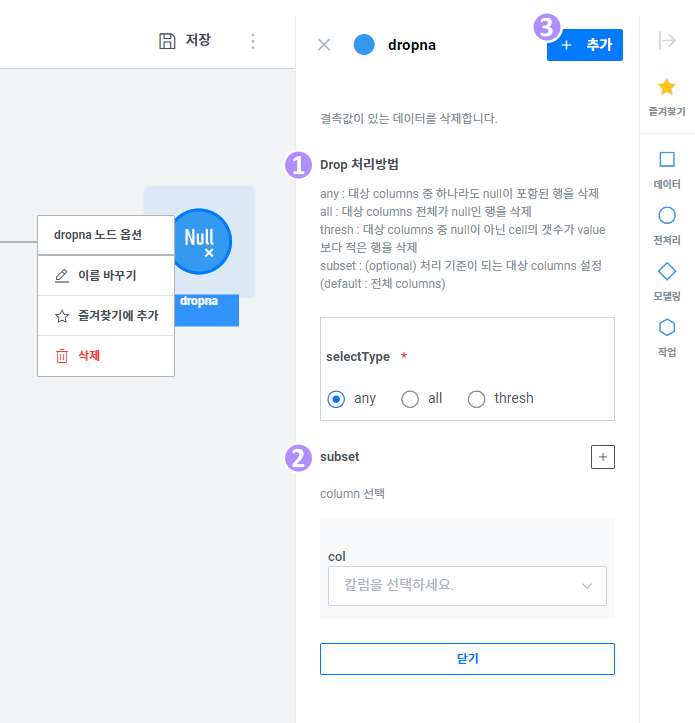 저장
dropna
3
+ 추가
즐겨찾기
데이터
전처리
모델링
작업
Null
×
dropna
dropna 노드 옵션
이름 바꾸기
즐겨찾기에 추가
삭제
결측값이 있는 데이터를 삭제합니다.
1
Drop 처리방법
any : 대상 columns 중 하나라도 null이 포함된 행을 삭제
all : 대상 columns 전체가 null인 행을 삭제
thresh : 대상 columns 중 null이 아닌 cell의 갯수가 value
보다 적은 행을 삭제
subset : (optional) 처리 기준이 되는 대상 columns 설정
(default : 전체 columns)
selectType *
any all thresh
2
subset
+
column 선택
col
칼럼을 선택하세요.
닫기